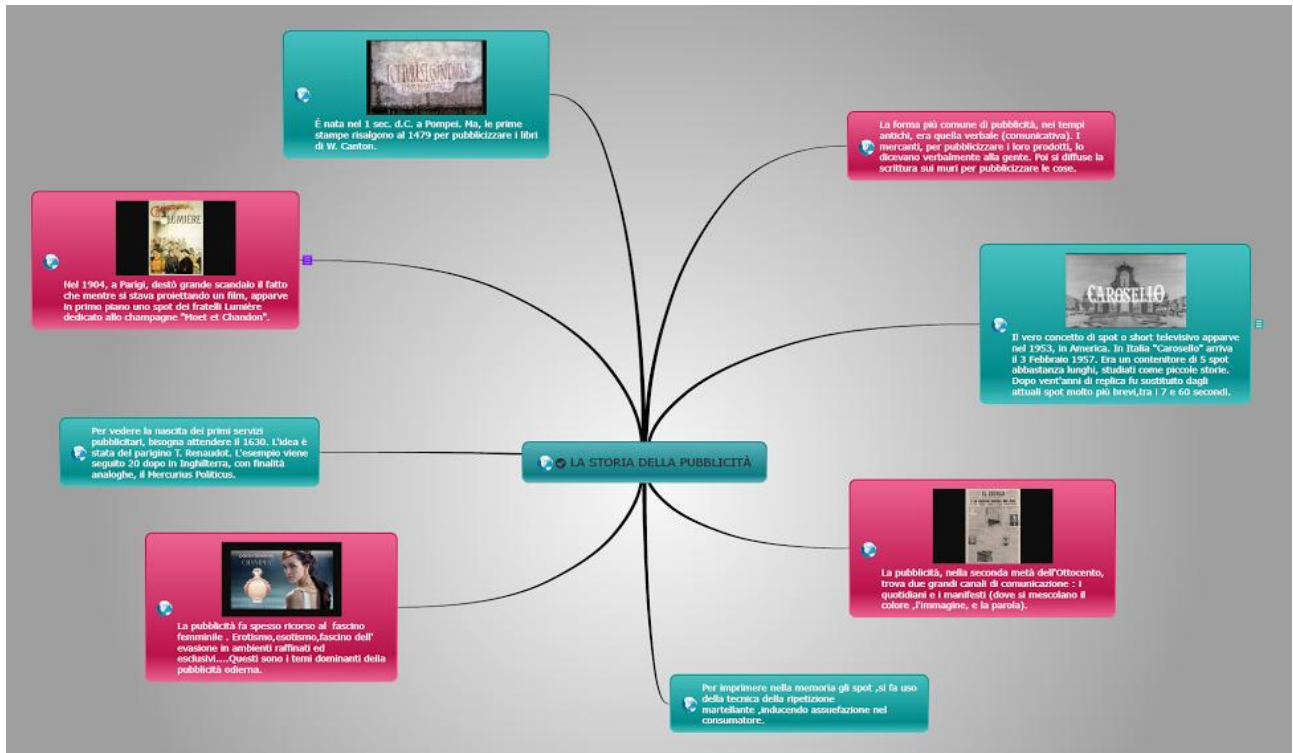 È nata nel 1 sec. d.C. a Pompei. Ma, le prime
stampe risalgono al 1479 per pubblicizzare i libri
di W. Canton.
La forma più comune di pubblicità, nei tempi
antichi, era quella verbale (comunicativa). I
mercanti, per pubblicizzare i loro prodotti, lo
dicevano verbalmente alla gente. Poi si diffuse la
scrittura sui muri per pubblicizzare le cose.
LUMIÈRE
Nel 1904, a Parigi, destò grande scandalo il fatto
che mentre si stava proiettando un film, apparve
in primo piano uno spot dei fratelli Lumière
dedicato allo champagne "Moet et Chandon".
CAROSELLO
Il vero concetto di spot o short televisivo apparve
nel 1953, in America. In Italia "Carosello" arriva
il 3 Febbraio 1957. Era un contenitore di 5 spot
abbastanza lunghi, studiati come piccole storie.
Dopo vent'anni di replica fu sostituito dagli
attuali spot molto più brevi,tra i 7 e 60 secondi.
Per vedere la nascita dei primi servizi
pubblicitari, bisogna attendere il 1630. L'idea è
stata del parigino T. Renaudot. L'esempio viene
seguito 20 dopo in Inghilterra, con finalità
analoghe, il Mercurius Politicus.
LA STORIA DELLA PUBBLICITÀ
OLYMPEA
La pubblicità fa spesso ricorso al fascino
femminile . Erotismo,esotismo,fascino dell'
evasione in ambienti raffinati ed
esclusivi....Questi sono i temi dominanti della
pubblicità odierna.
La pubblicità, nella seconda metà dell'Ottocento,
trova due grandi canali di comunicazione : i
quotidiani e i manifesti (dove si mescolano il
colore ,l'immagine, e la parola).
Per imprimere nella memoria gli spot ,si fa uso
della tecnica della ripetizione
martellante ,inducendo assuefazione nel
consumatore.